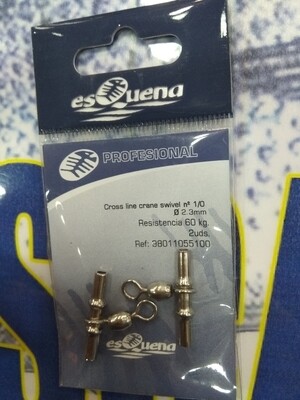 esQuena
PROFESIONAL
Cross line crane swivel nº 1/0
Ø 2.3mm
Resistencia 60 kg.
2uds.
Ref: 38011055100
esQuena